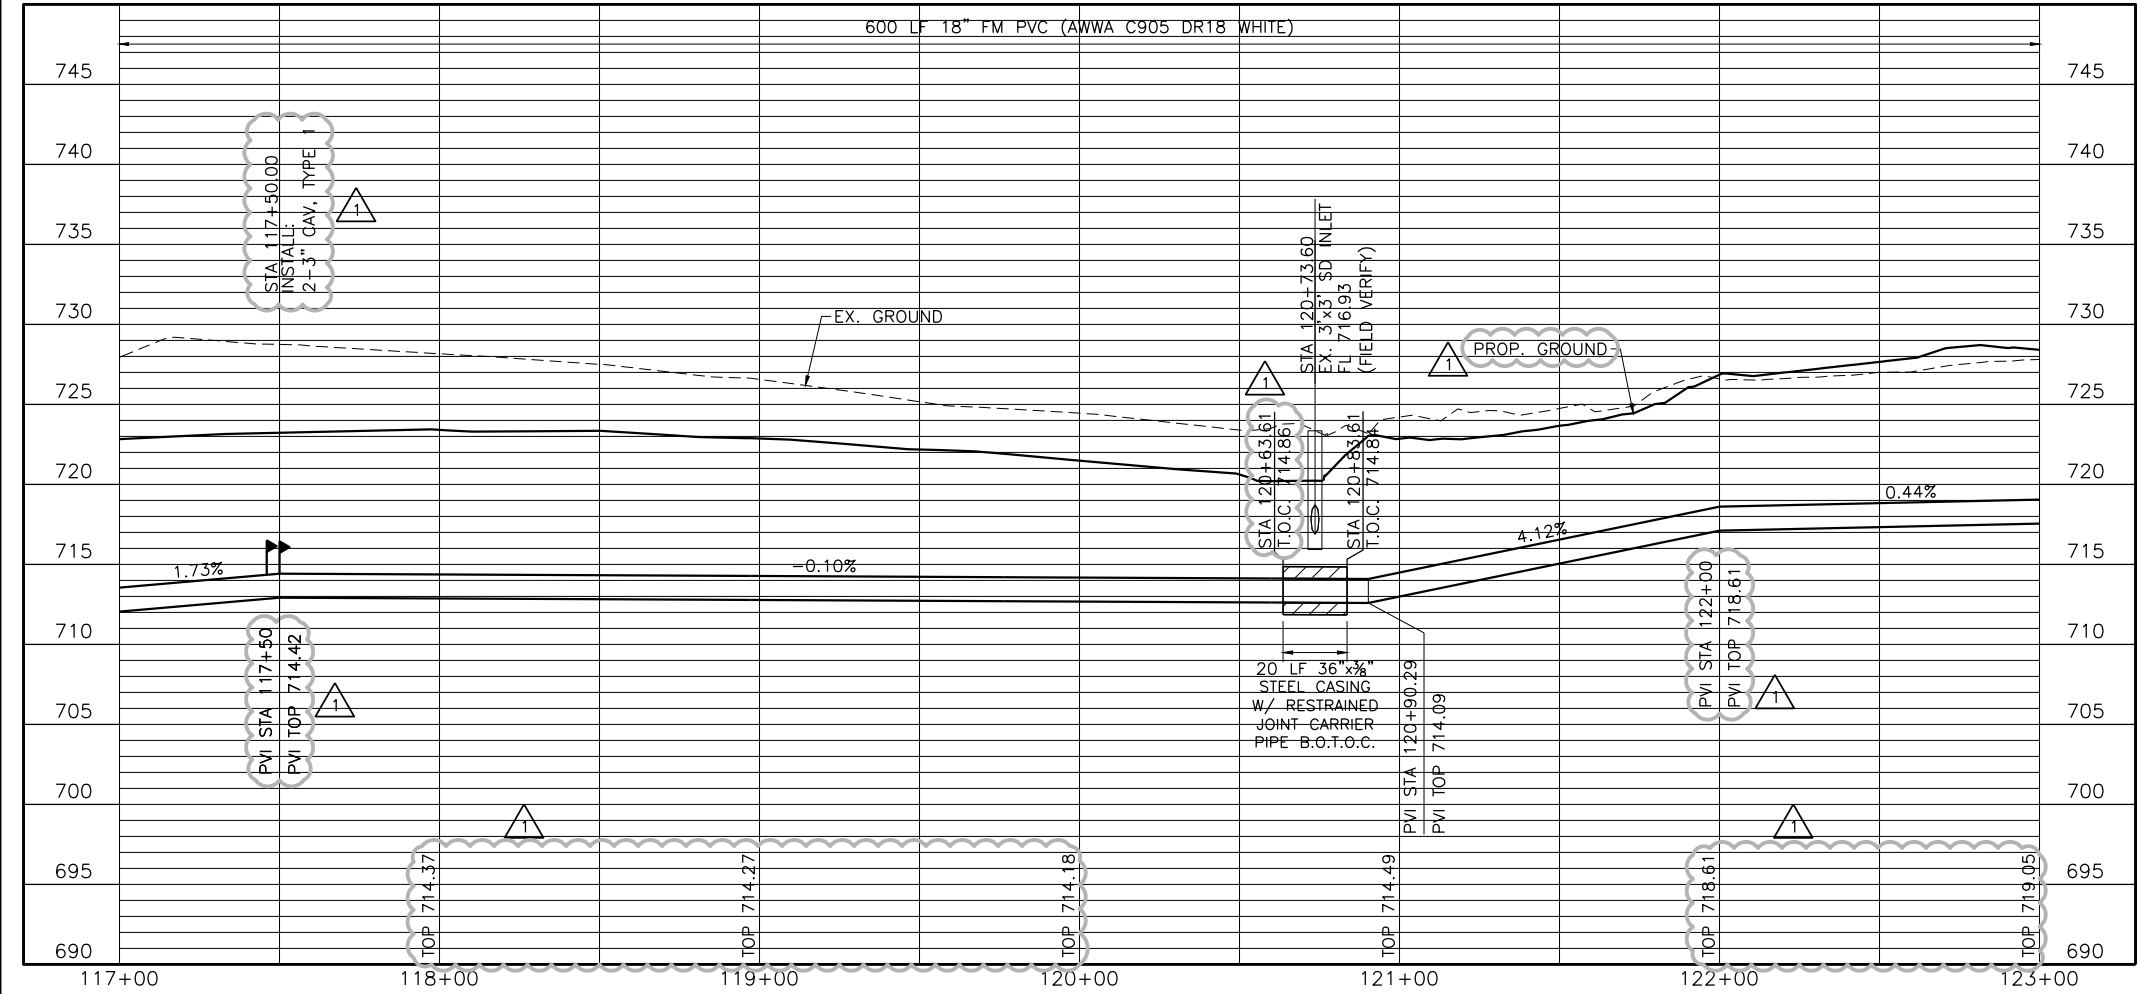 600 LF 18" FM PVC (AWWA C905 DR18 WHITE)
745
745
740
740
735
735
730
730
725
725
720
720
715
715
710
710
705
705
700
700
695
695
690
690
STA 117+50.00
INSTALL:
2-3" CAV, TYPE 1
1
EX. GROUND
STA 120+73.60
EX. 3'x3' SD INLET
FL 716.93
(FIELD VERIFY)
1
STA 120+63.61
T.O.C. 714.86
STA 120+83.61
T.O.C. 714.84
1
PROP. GROUND
1.73%
-0.10%
4.12%
0.44%
PVI STA 117+50
PVI TOP 714.42
1
20 LF 36"x⅜"
STEEL CASING
W/ RESTRAINED
JOINT CARRIER
PIPE B.O.T.O.C.
PVI STA 120+90.29
PVI TOP 714.09
PVI STA 122+00
PVI TOP 718.61
1
1
1
TOP 714.37
TOP 714.27
TOP 714.18
TOP 714.49
TOP 718.61
TOP 719.05
117+00
118+00
119+00
120+00
121+00
122+00
123+00